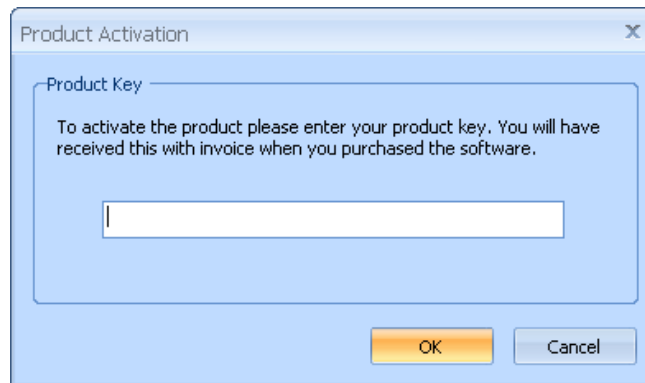 Product Activation
Product Key
To activate the product please enter your product key. You will have
received this with invoice when you purchased the software.
OK
Cancel